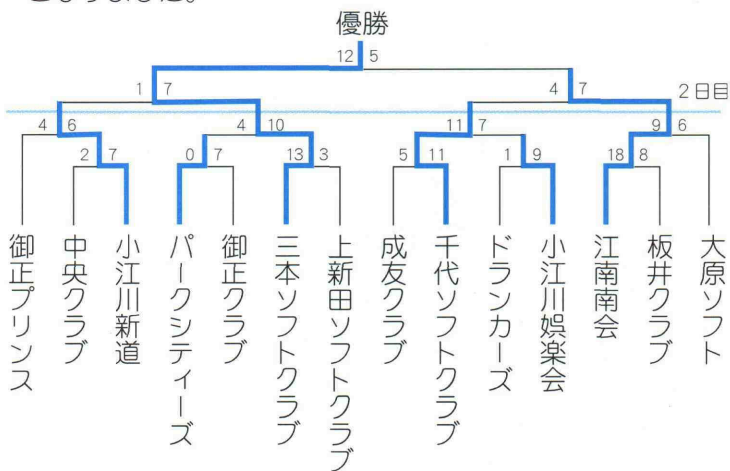 となりました。
優勝
12 5
1 7 4 7 2日目
4 6 4 10 11 7 9 6
2 7 0 7 13 3 5 11 1 9 18 8
御正プリンス
中央クラブ
小江川新道
パークシティーズ
御正クラブ
三本ソフトクラブ
上新田ソフトクラブ
成友クラブ
千代ソフトクラブ
ドランカーズ
小江川娯楽会
江南南会
板井クラブ
大原ソフト